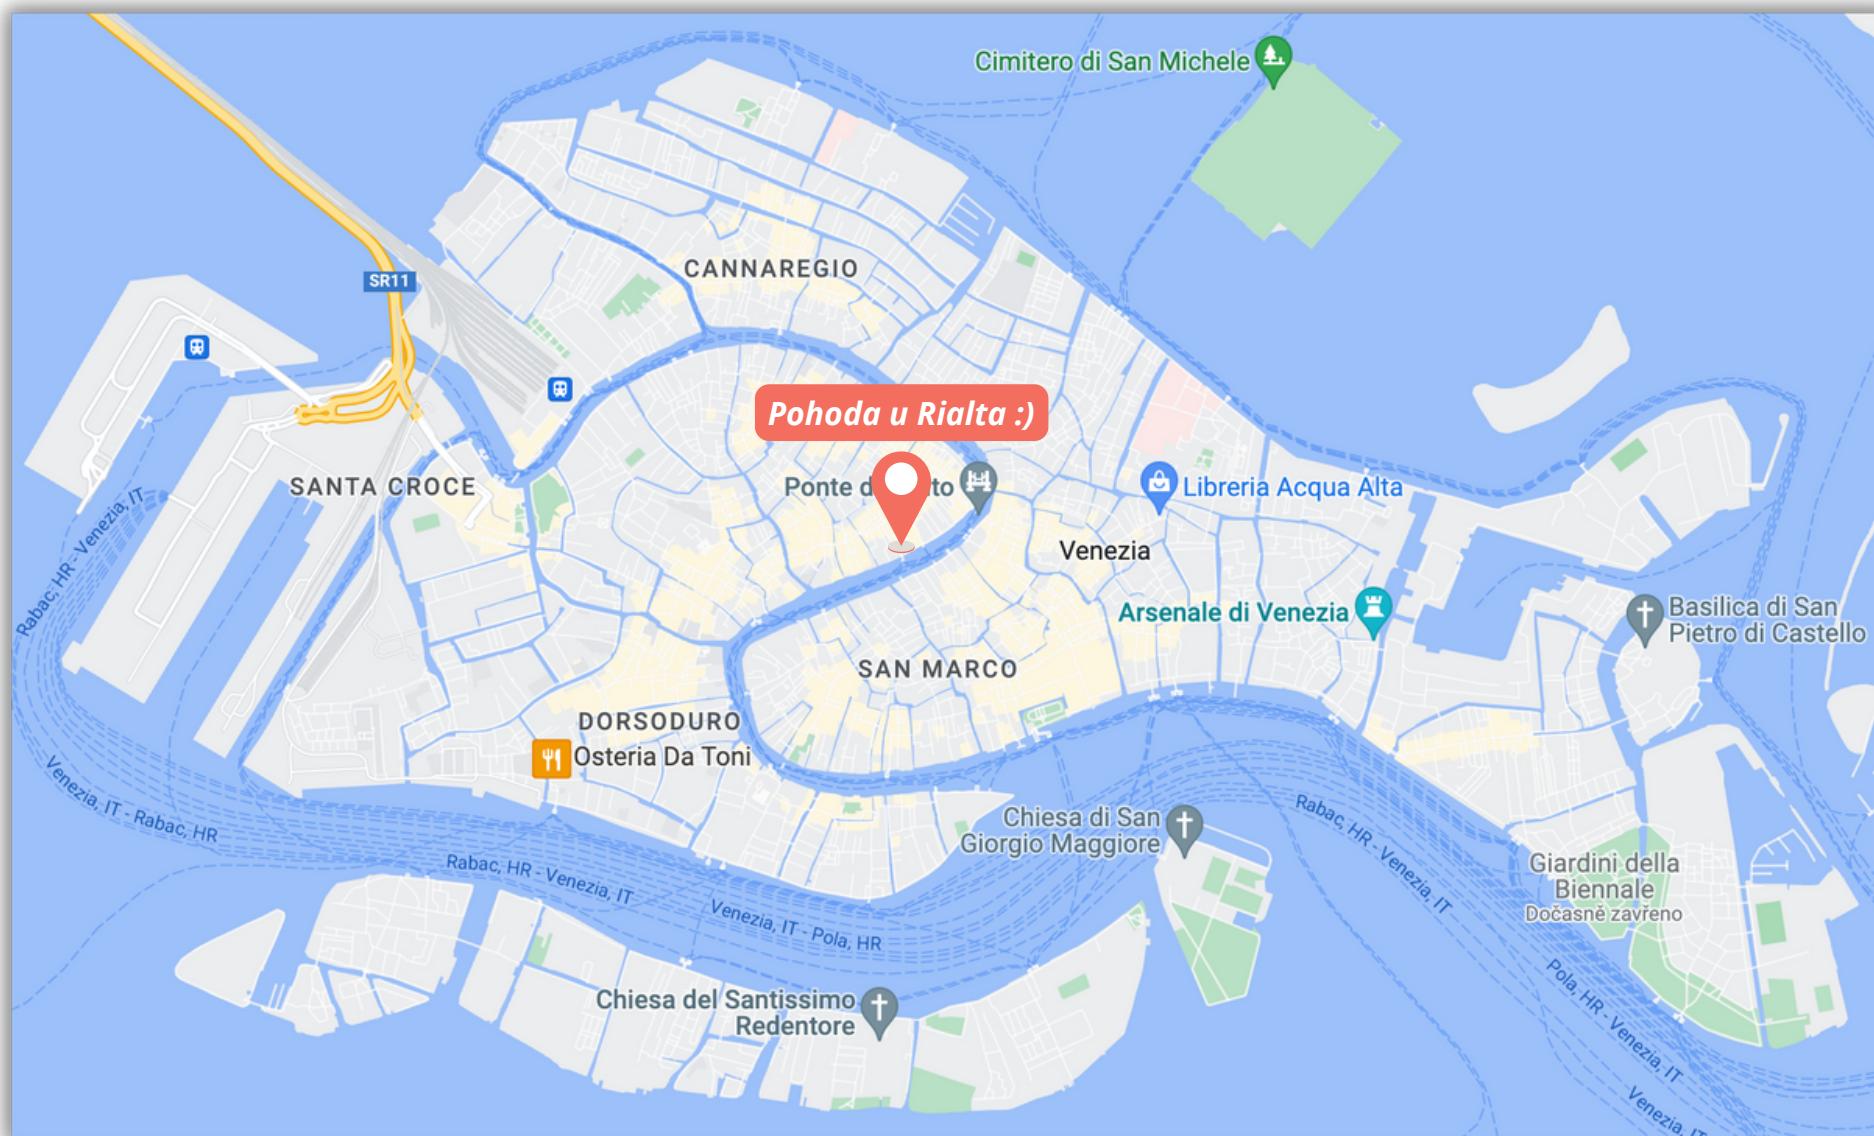 Cimitero di San Michele
CANNAREGIO
SR11
Pohoda u Rialta :)
SANTA CROCE
Ponte d
to
Libreria Acqua Alta
Venezia
Rabac, HR - Venezia, IT
Arsenale di Venezia
Basilica di San
Pietro di Castello
SAN MARCO
DORSODURO
Osteria Da Toni
Venezia, IT - Rabac, HR
Chiesa di San
Giorgio Maggiore
Rabac, HR - Venezia, IT
Rabac, HR - Venezia, IT
Giardini della
Biennale
Dočasně zavřeno
Venezia, IT - Pola, HR
Pola, HR - Venezia, IT
Chiesa del Santissimo
Redentore
Venezia, IT